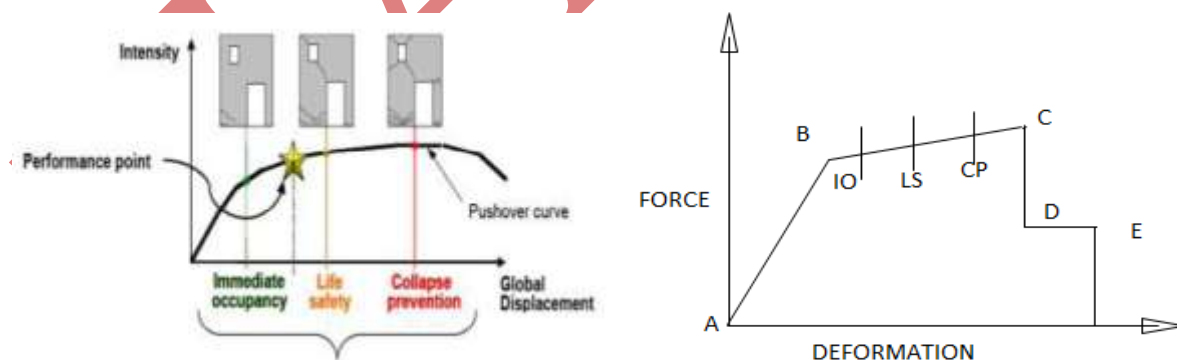 Intensity
Performance point
Pushover curve
Immediate
occupancy
Life
safety
Collapse
prevention
Global
Displacement
FORCE
A
B
IO
LS
CP
C
D
E
DEFORMATION